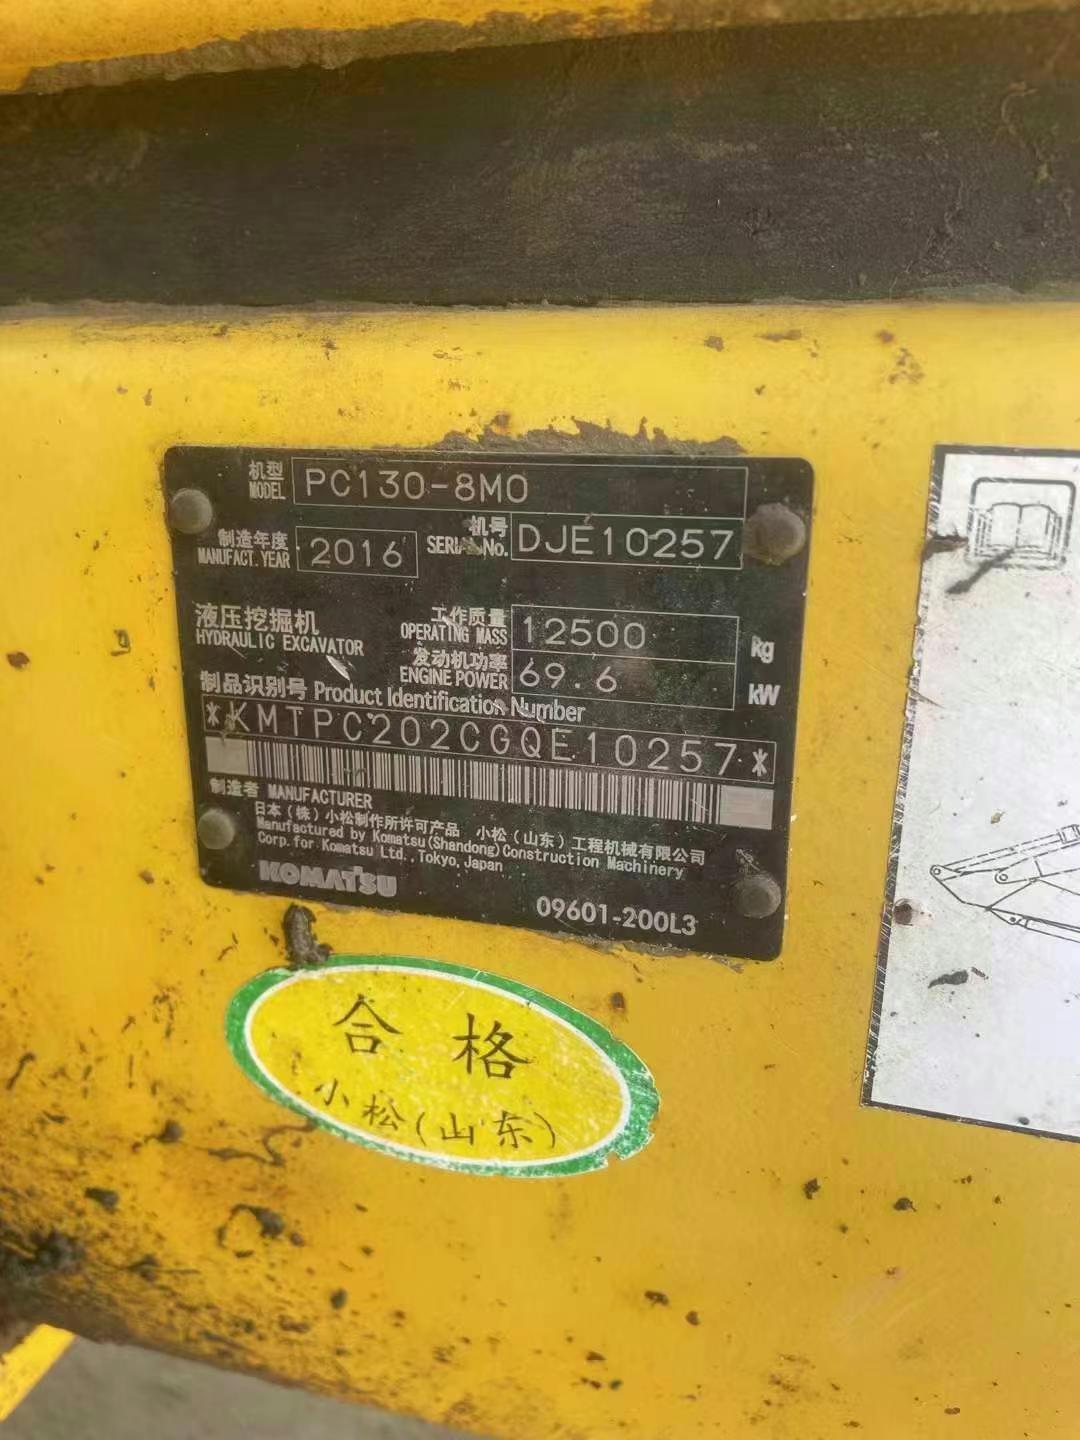 机型 MODEL PC130-8M0
制造年度 MANUFACT. YEAR 2016 机号 SERIAL No. DJE10257
液压挖掘机 HYDRAULIC EXCAVATOR
工作质量 OPERATING MASS 12500 kg
发动机功率 ENGINE POWER 69.6 kW
制品识别号 Product Identification Number
*KMTPC202CGQE10257*
制造者 MANUFACTURER
日本（株）小松制作所许可产品 小松（山东）工程机械有限公司
Manufactured by Komatsu(Shandong)Construction Machinery
Corp.for Komatsu Ltd.,Tokyo,Japan
KOMATSU
09601-200L3
合格
小松(山东)